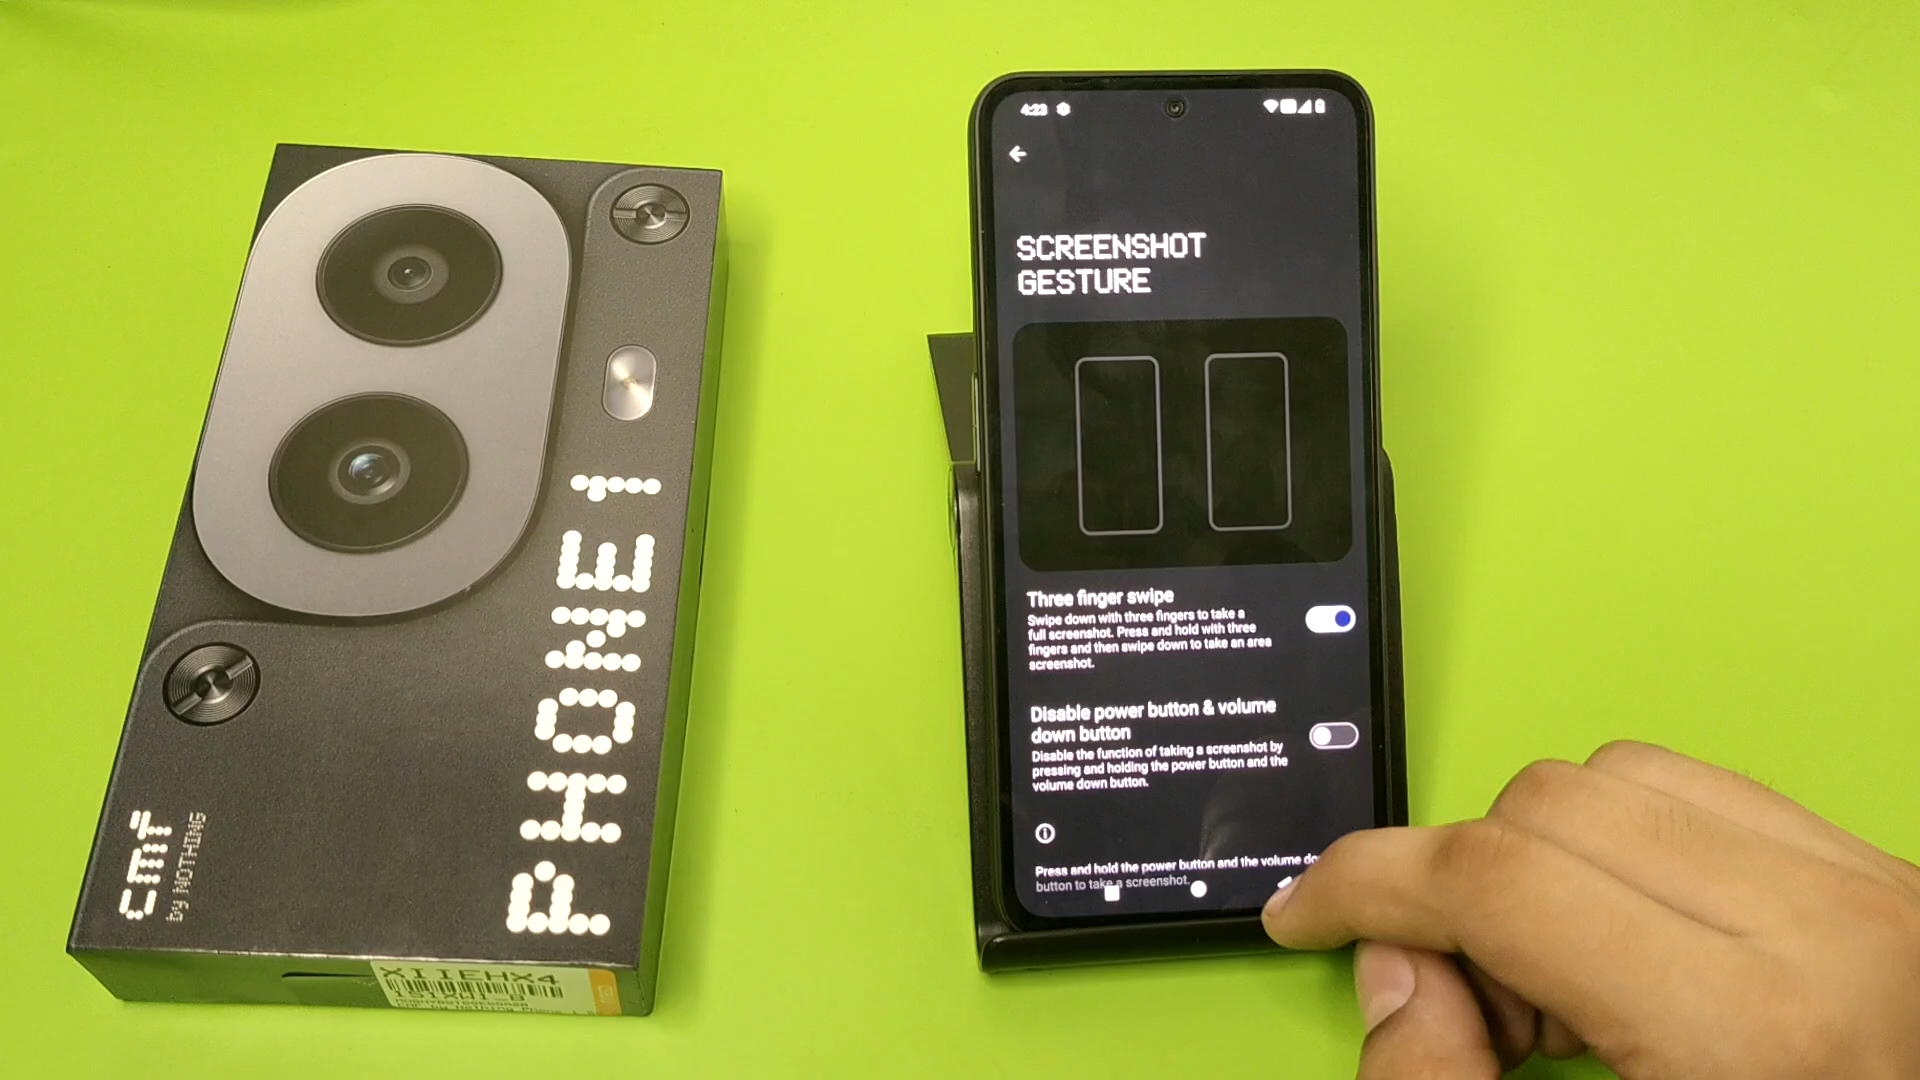 PHONE 1
CMF
by NOTHING
XIIEHX4
4:23
SCREENSHOT
GESTURE
Three finger swipe
Swipe down with three fingers to take a
full screenshot. Press and hold with three
fingers and then swipe down to take an area
screenshot.
Disable power button & volume
down button
Disable the function of taking a screenshot by
pressing and holding the power button and the
volume down button.
Press and hold the power button and the volume do
button to take a screenshot.